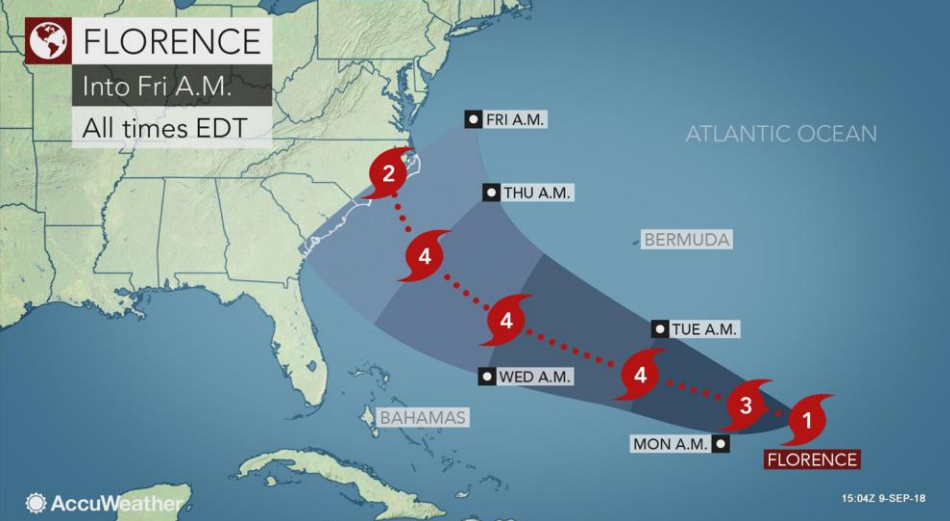 FLORENCE
Into Fri A.M.
All times EDT
FRI A.M.
ATLANTIC OCEAN
2
THU A.M.
4
BERMUDA
4
TUE A.M.
WED A.M.
4
3
1
BAHAMAS
MON A.M.
FLORENCE
AccuWeather
15:04Z 9-SEP-18